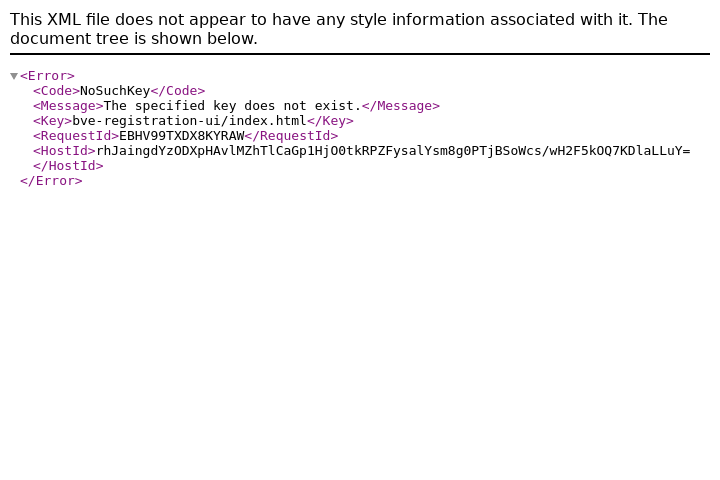 This XML file does not appear to have any style information associated with it. The
document tree is shown below.
<Error>
<Code>NoSuchKey</Code>
<Message>The specified key does not exist.</Message>
<Key>bve-registration-ui/index.html</Key>
<RequestId>EBHV99TXDX8KYRAW</RequestId>
<HostId>rhJaingdYzODXpHAvlMZhTlCaGp1HjO0tkRPZFysalYsm8g0PTjBSoWcs/wH2F5kOQ7KDlaLLuY=
</HostId>
</Error>